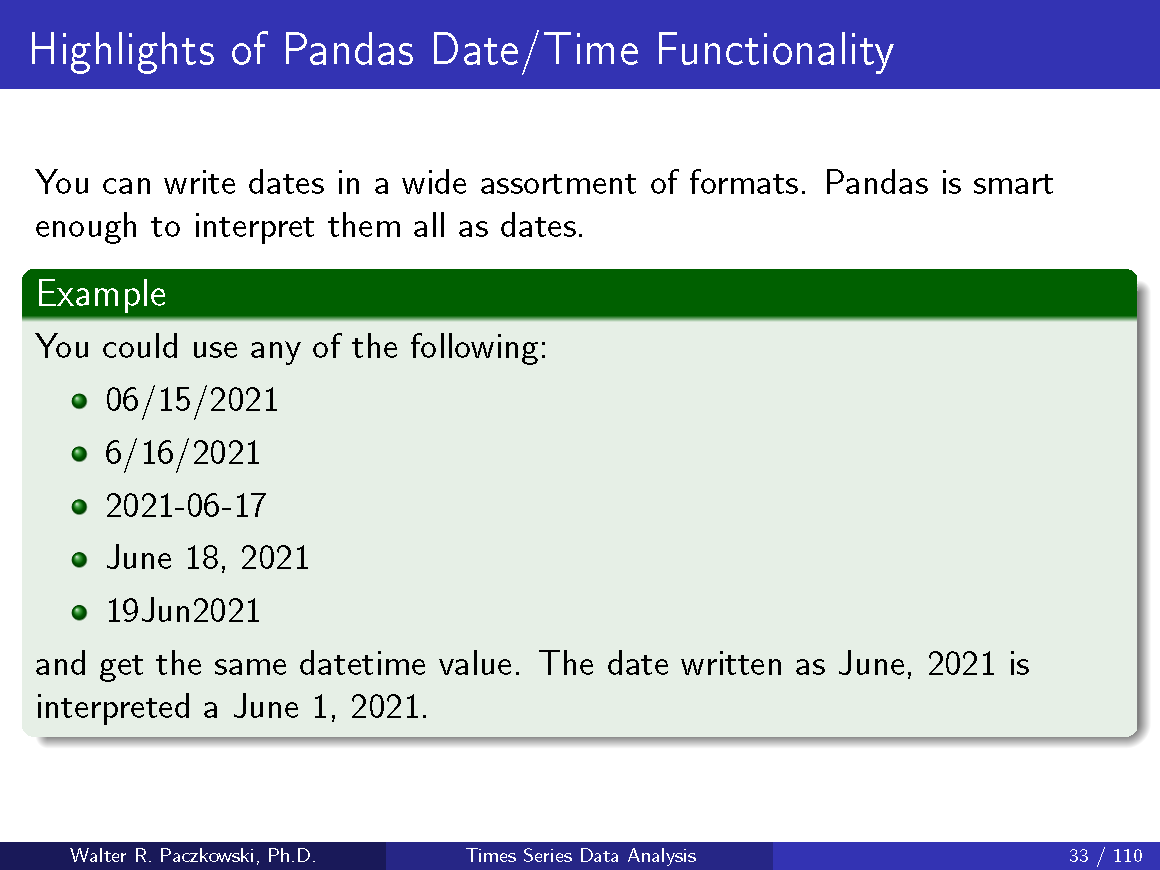 Highlights of Pandas Date/Time Functionality
You can write dates in a wide assortment of formats. Pandas is smart
enough to interpret them all as dates.
Example
You could use any of the following:
06/15/2021
6/16/2021
2021-06-17
June 18, 2021
19Jun2021
and get the same datetime value. The date written as June, 2021 is
interpreted a June 1, 2021.
Walter R. Paczkowski, Ph.D.
Times Series Data Analysis
33 / 110